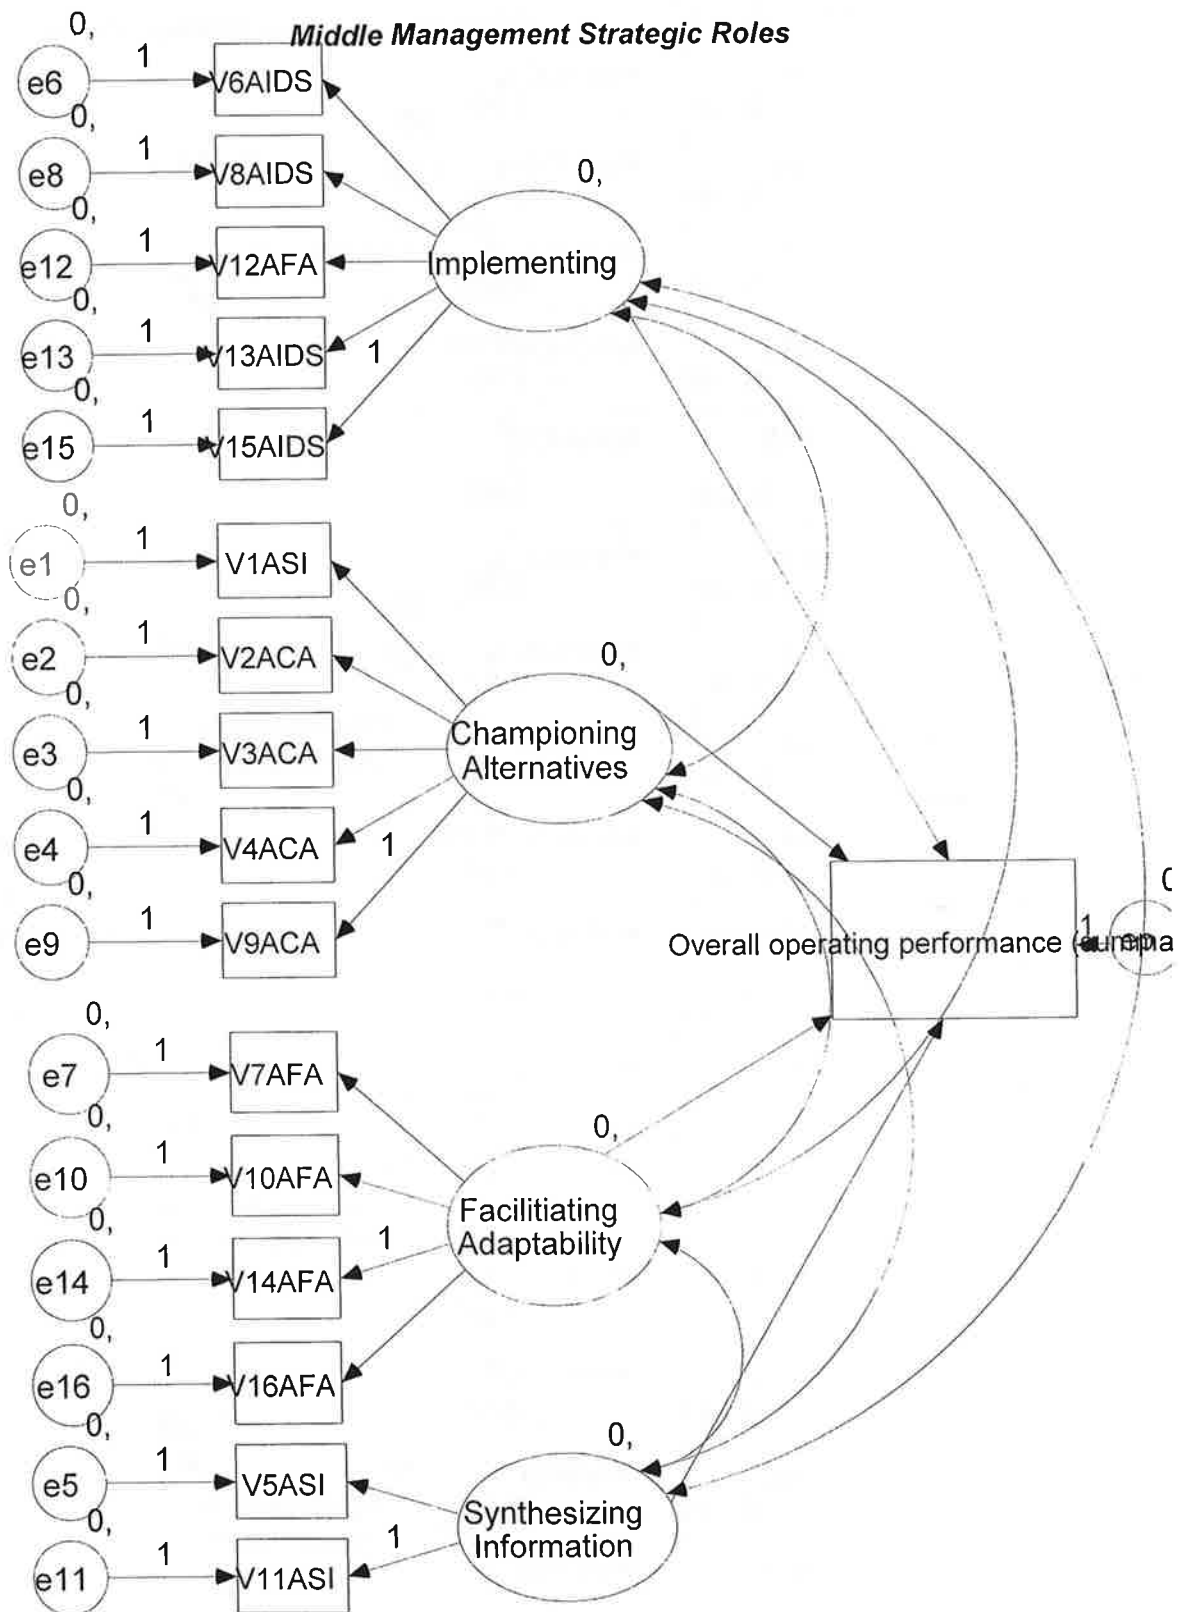 Middle Management Strategic Roles
0,
e6
1
V6AIDS
0,
e8
1
V8AIDS
0,
e12
1
V12AFA
0,
e13
1
V13AIDS
0,
e15
1
V15AIDS
1
0,
Implementing
0,
e1
1
V1ASI
0,
e2
1
V2ACA
0,
e3
1
V3ACA
0,
e4
1
V4ACA
0,
e9
1
V9ACA
1
0,
Championing
Alternatives
Overall operating performance
1
0
0,
e7
1
V7AFA
0,
e10
1
V10AFA
0,
e14
1
V14AFA
1
0,
e16
1
V16AFA
0,
Facilitiating
Adaptability
0,
e5
1
V5ASI
0,
e11
1
V11ASI
1
0,
Synthesizing
Information